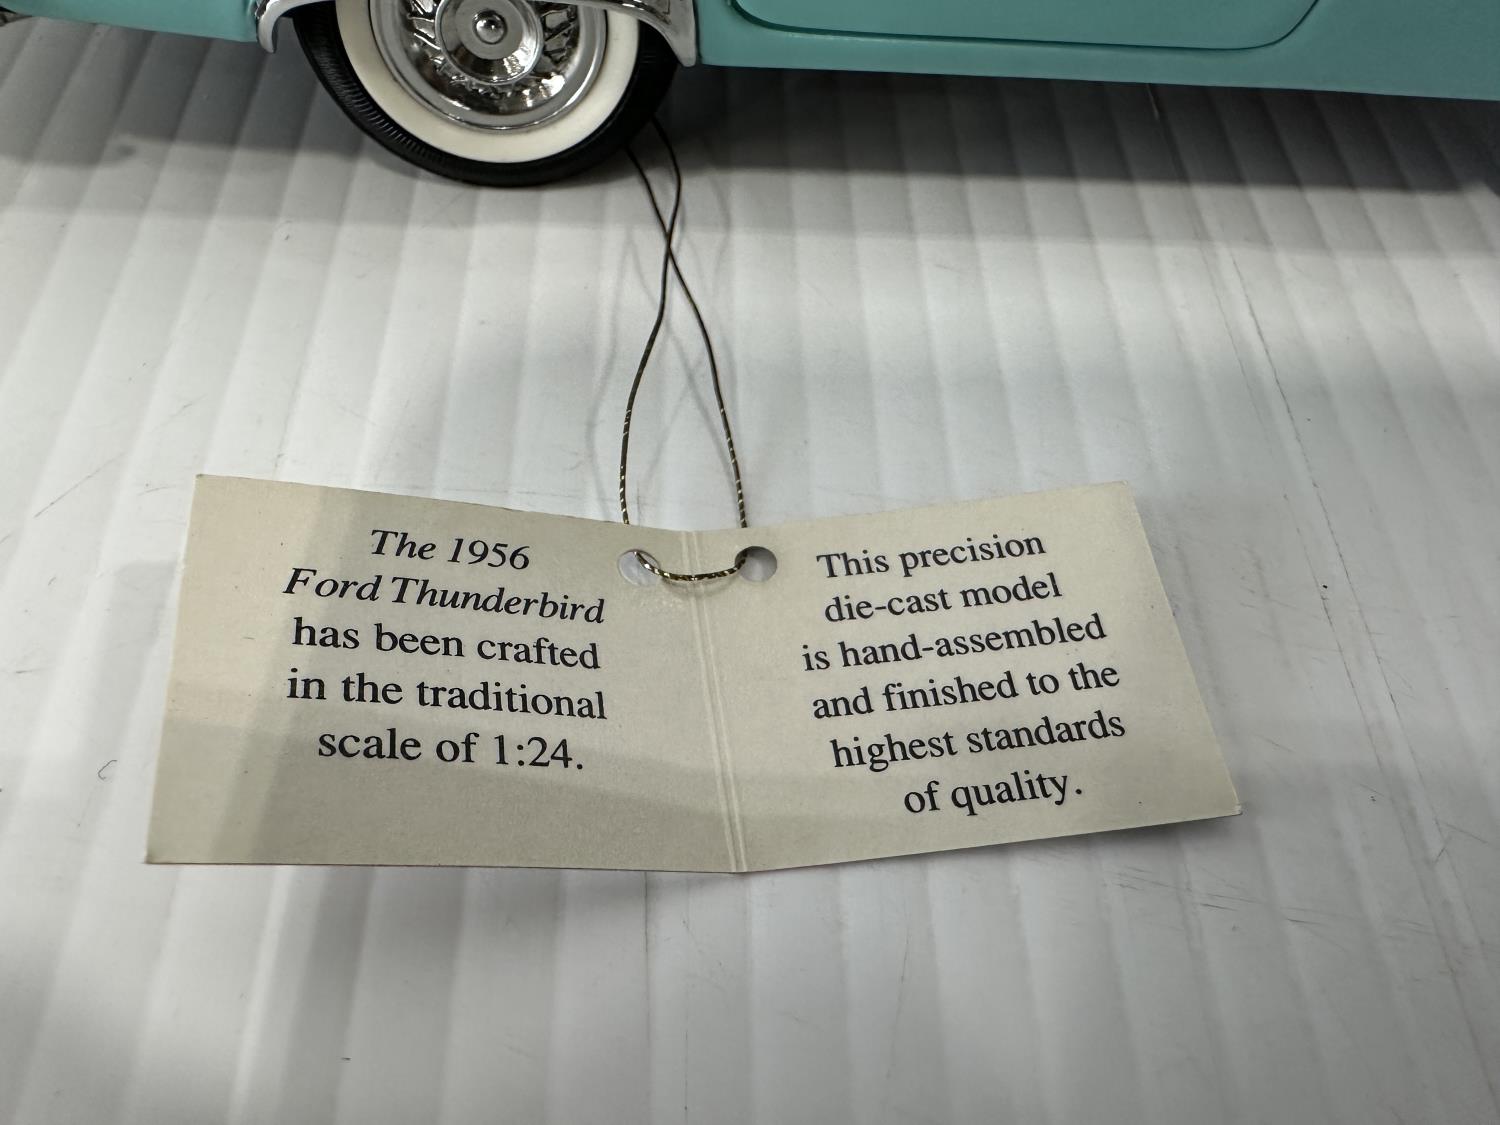 The 1956
Ford Thunderbird
has been crafted
in the traditional
scale of 1:24.
This precision
die-cast model
is hand-assembled
and finished to the
highest standards
of quality.